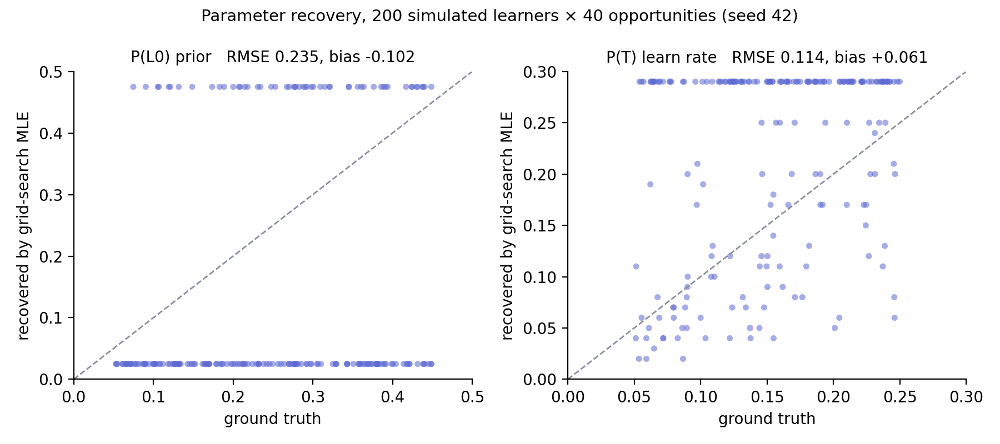 Parameter recovery, 200 simulated learners × 40 opportunities (seed 42)
P(L0) prior   RMSE 0.235, bias -0.102
0.5
0.4
0.3
0.2
0.1
0.0
recovered by grid-search MLE
0.0 0.1 0.2 0.3 0.4 0.5
ground truth
P(T) learn rate   RMSE 0.114, bias +0.061
0.30
0.25
0.20
0.15
0.10
0.05
0.00
recovered by grid-search MLE
0.00 0.05 0.10 0.15 0.20 0.25 0.30
ground truth